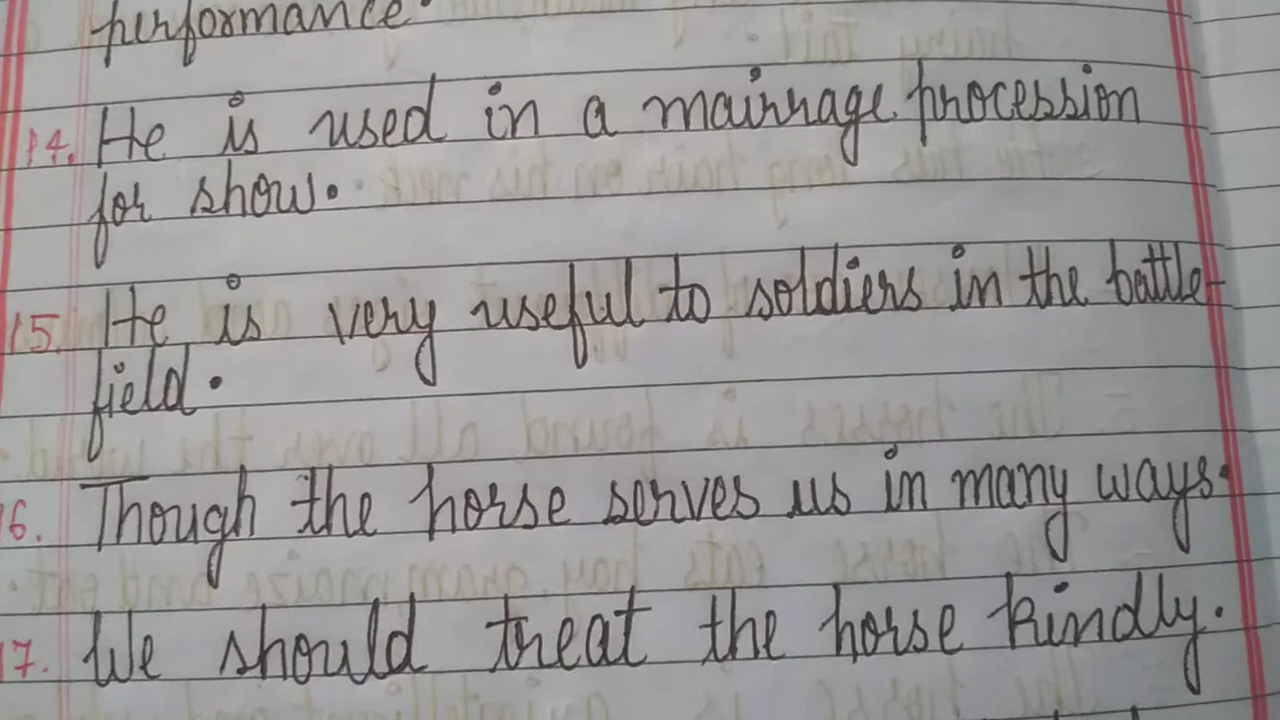 performance.
14. He is used in a mairrage procession
for show.
15. He is very useful to soldiers in the battle-
field.
16. Though the horse serves us in many ways.
17. We should treat the horse kindly.